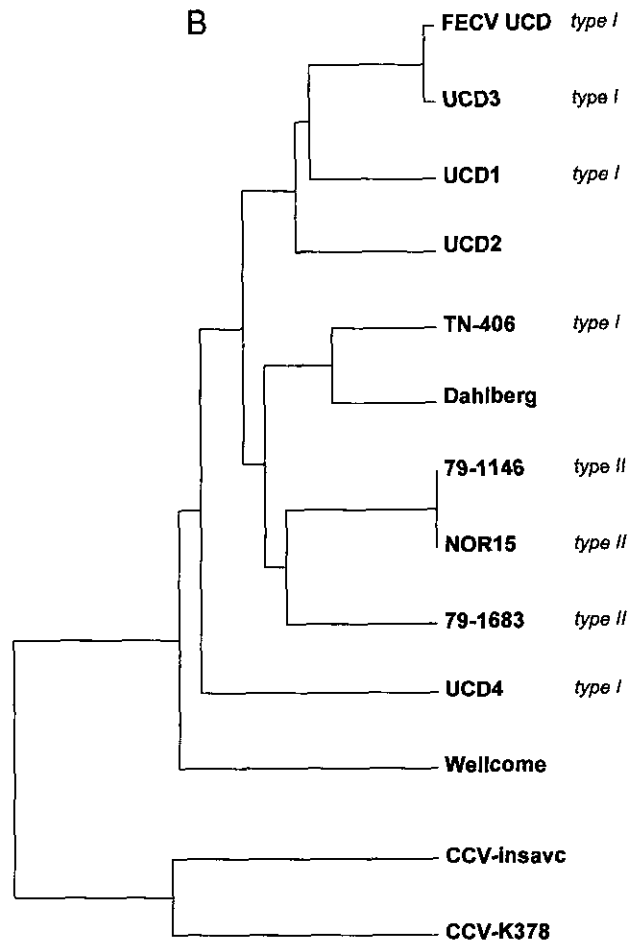 B
FECV UCD type I
UCD3 type I
UCD1 type I
UCD2
TN-406 type I
Dahlberg
79-1146 type II
NOR15 type II
79-1683 type II
UCD4 type I
Wellcome
CCV-insavc
CCV-K378